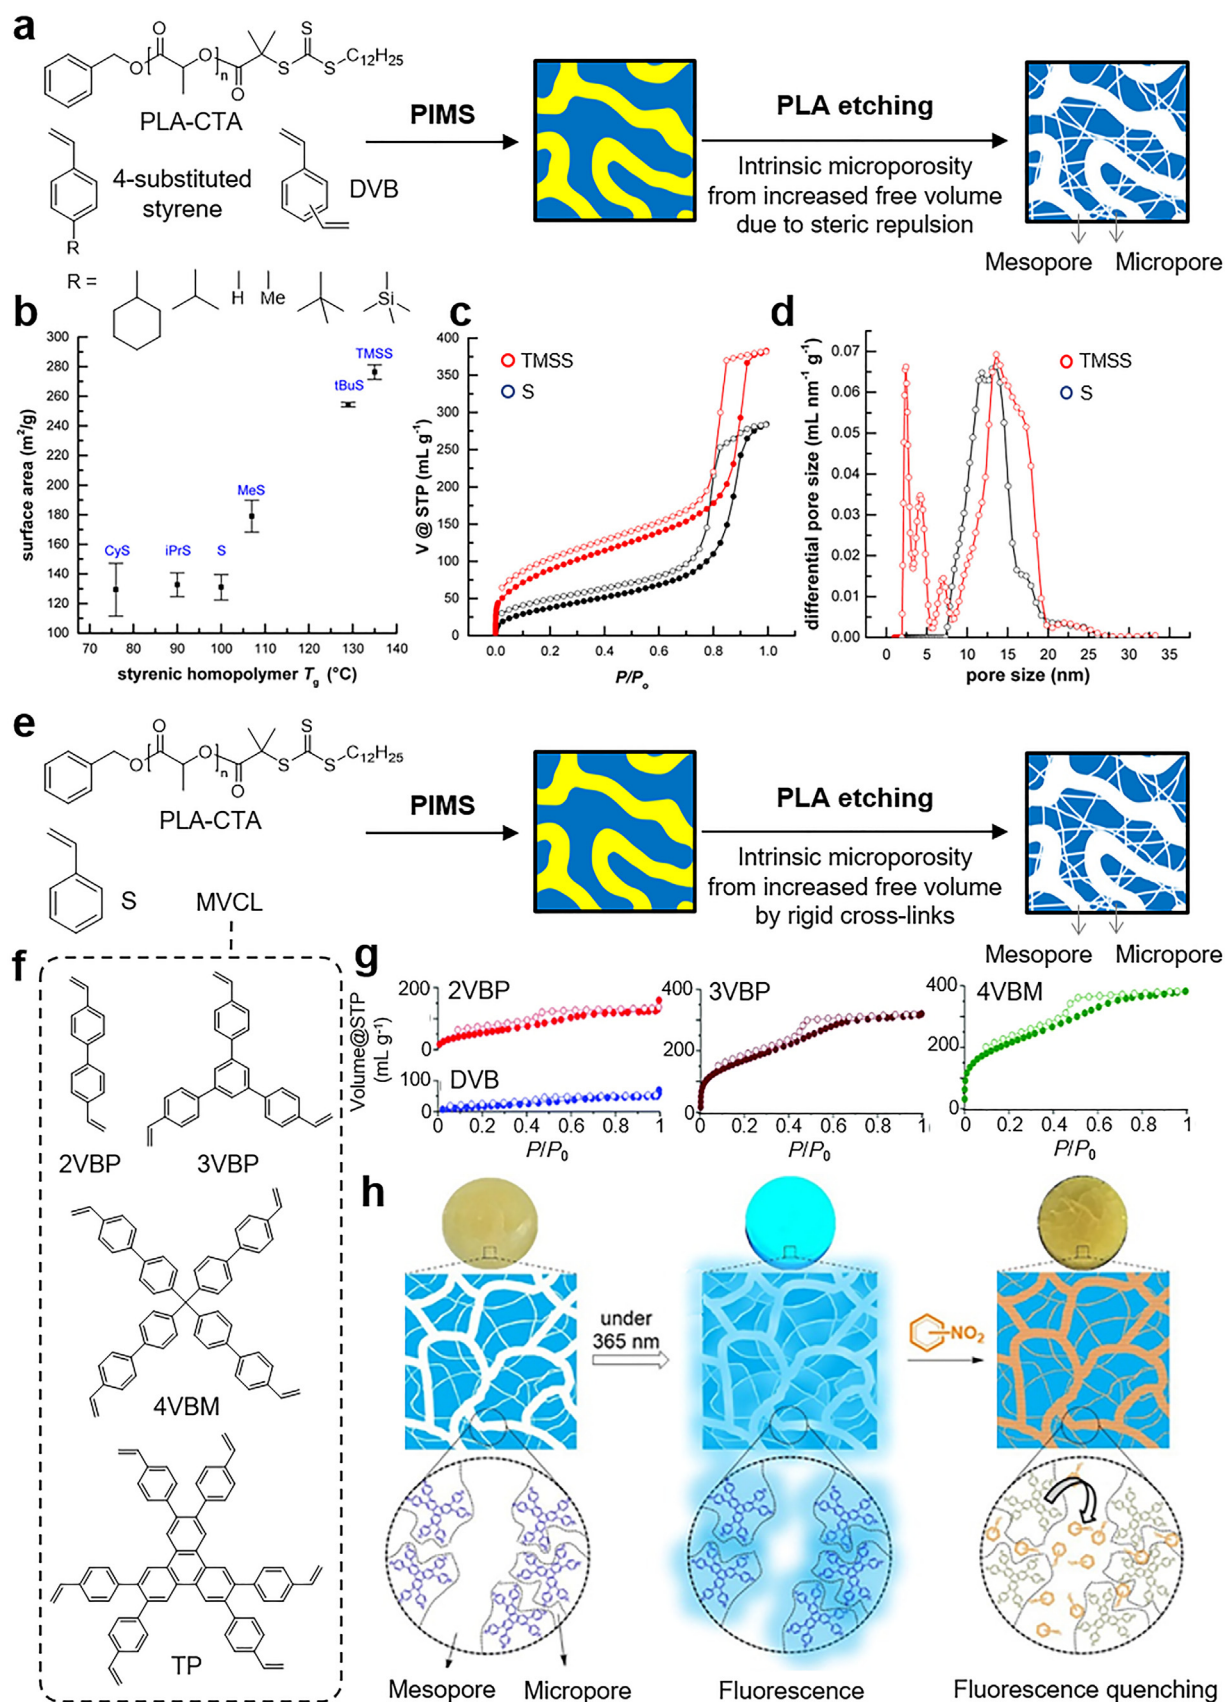 a
O
O
O
n
O
O
S
S
S
C12H25
PLA-CTA
4-substituted
styrene
R
DVB
PIMS
PLA etching
Intrinsic microporosity
from increased free volume
due to steric repulsion
Mesopore Micropore
R =
H
Me
Si
b
surface area (m²/g)
300
280
260
240
220
200
180
160
140
120
100
CyS
iPrS
S
MeS
tBuS
TMSS
70 80 90 100 110 120 130 140
styrenic homopolymer Tg (°C)
c
V @ STP (mL g⁻¹)
400
350
300
250
200
150
100
50
0
TMSS
S
0.0 0.2 0.4 0.6 0.8 1.0
P/Po
d
differential pore size (mL nm⁻¹ g⁻¹)
0.07
0.06
0.05
0.04
0.03
0.02
0.01
0.00
TMSS
S
0 5 10 15 20 25 30 35
pore size (nm)
e
O
O
O
n
O
O
S
S
S
C12H25
PLA-CTA
S
MVCL
PIMS
PLA etching
Intrinsic microporosity
from increased free volume
by rigid cross-links
Mesopore Micropore
f
2VBP
3VBP
4VBM
TP
g
Volume@STP
(mL g⁻¹)
200
0
2VBP
100
0
DVB
0 0.2 0.4 0.6 0.8 1
P/P0
400
200
0
3VBP
0 0.2 0.4 0.6 0.8 1
P/P0
400
200
0
4VBM
0.2 0.4 0.6 0.8 1
P/P0
h
under
365 nm
NO2
Mesopore
Micropore
Fluorescence
Fluorescence quenching